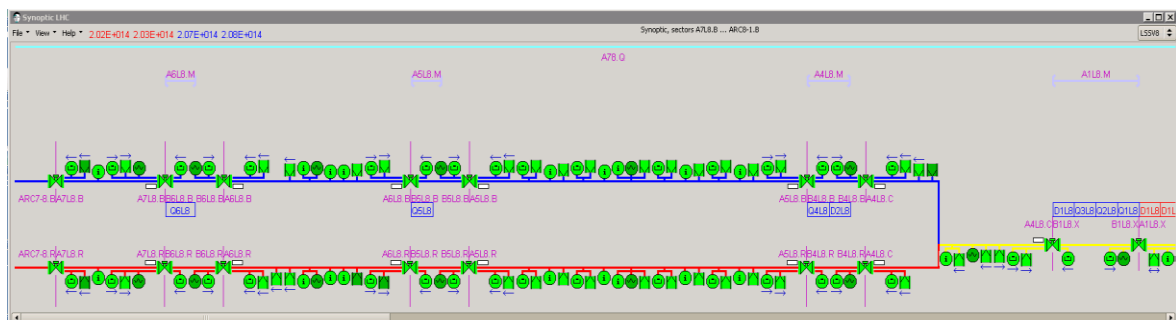 Synoptic LHC
File View Help 2.02E+014 2.03E+014 2.07E+014 2.08E+014 Synoptic, sectors A7L8.B ... ARC8-1.B LSSV8
A78.Q
A6L8.M A5L8.M A4L8.M A1L8.M
ARC7-8.B A7L8.B A7L8.B B6L8.B B6L8.B A6L8.B A6L8.B B5L8.B B5L8.B A5L8.B A5L8.B B4L8.B B4L8.B A4L8.C
Q6L8 Q5L8 Q4L8 D2L8 D1L8 Q3L8 Q2L8 Q1L8 D1L8 D1L
A4L8.C B1L8.X B1L8.X A1L8.X
ARC7-8.R A7L8.R A7L8.R B6L8.R B6L8.R A6L8.R A6L8.R B5L8.R B5L8.R A5L8.R A5L8.R B4L8.R B4L8.R A4L8.C